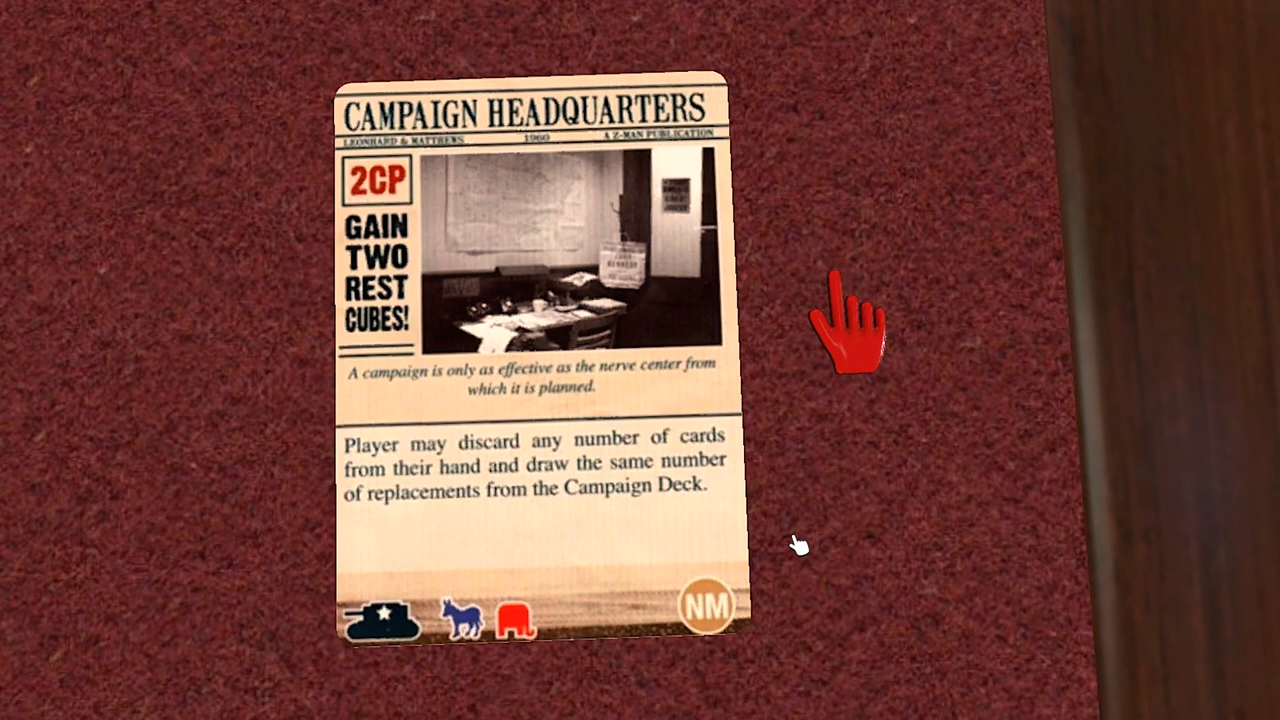 CAMPAIGN HEADQUARTERS
LEONHARD & MATTHEWS 1960 A Z-MAN PUBLICATION
2CP
GAIN
TWO
REST
CUBES!
KENNEDY
A campaign is only as effective as the nerve center from
which it is planned.
Player may discard any number of cards
from their hand and draw the same number
of replacements from the Campaign Deck.
NM